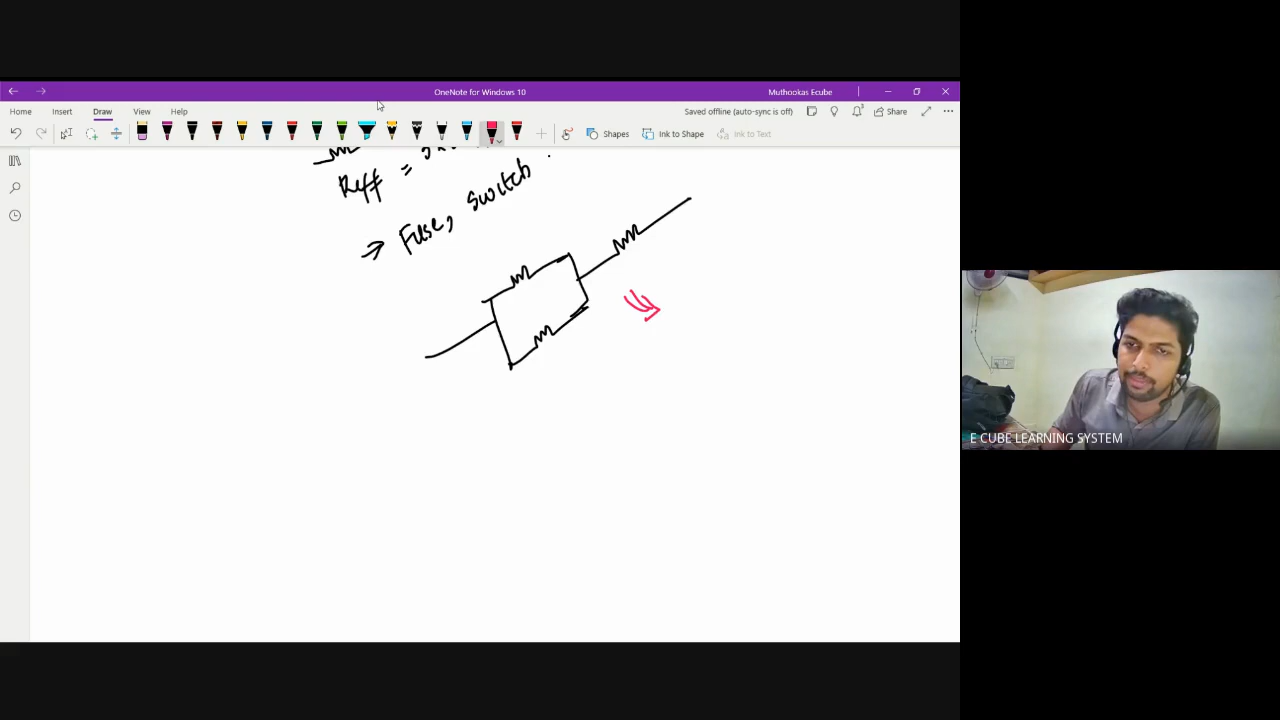 OneNote for Windows 10
Muthookas Ecube
Home Insert Draw View Help
Saved offline (auto-sync is off)
3
Share
Shapes
Ink to Shape
Ink to Text
Reff =
→ Fuse, Switch
E CUBE LEARNING SYSTEM